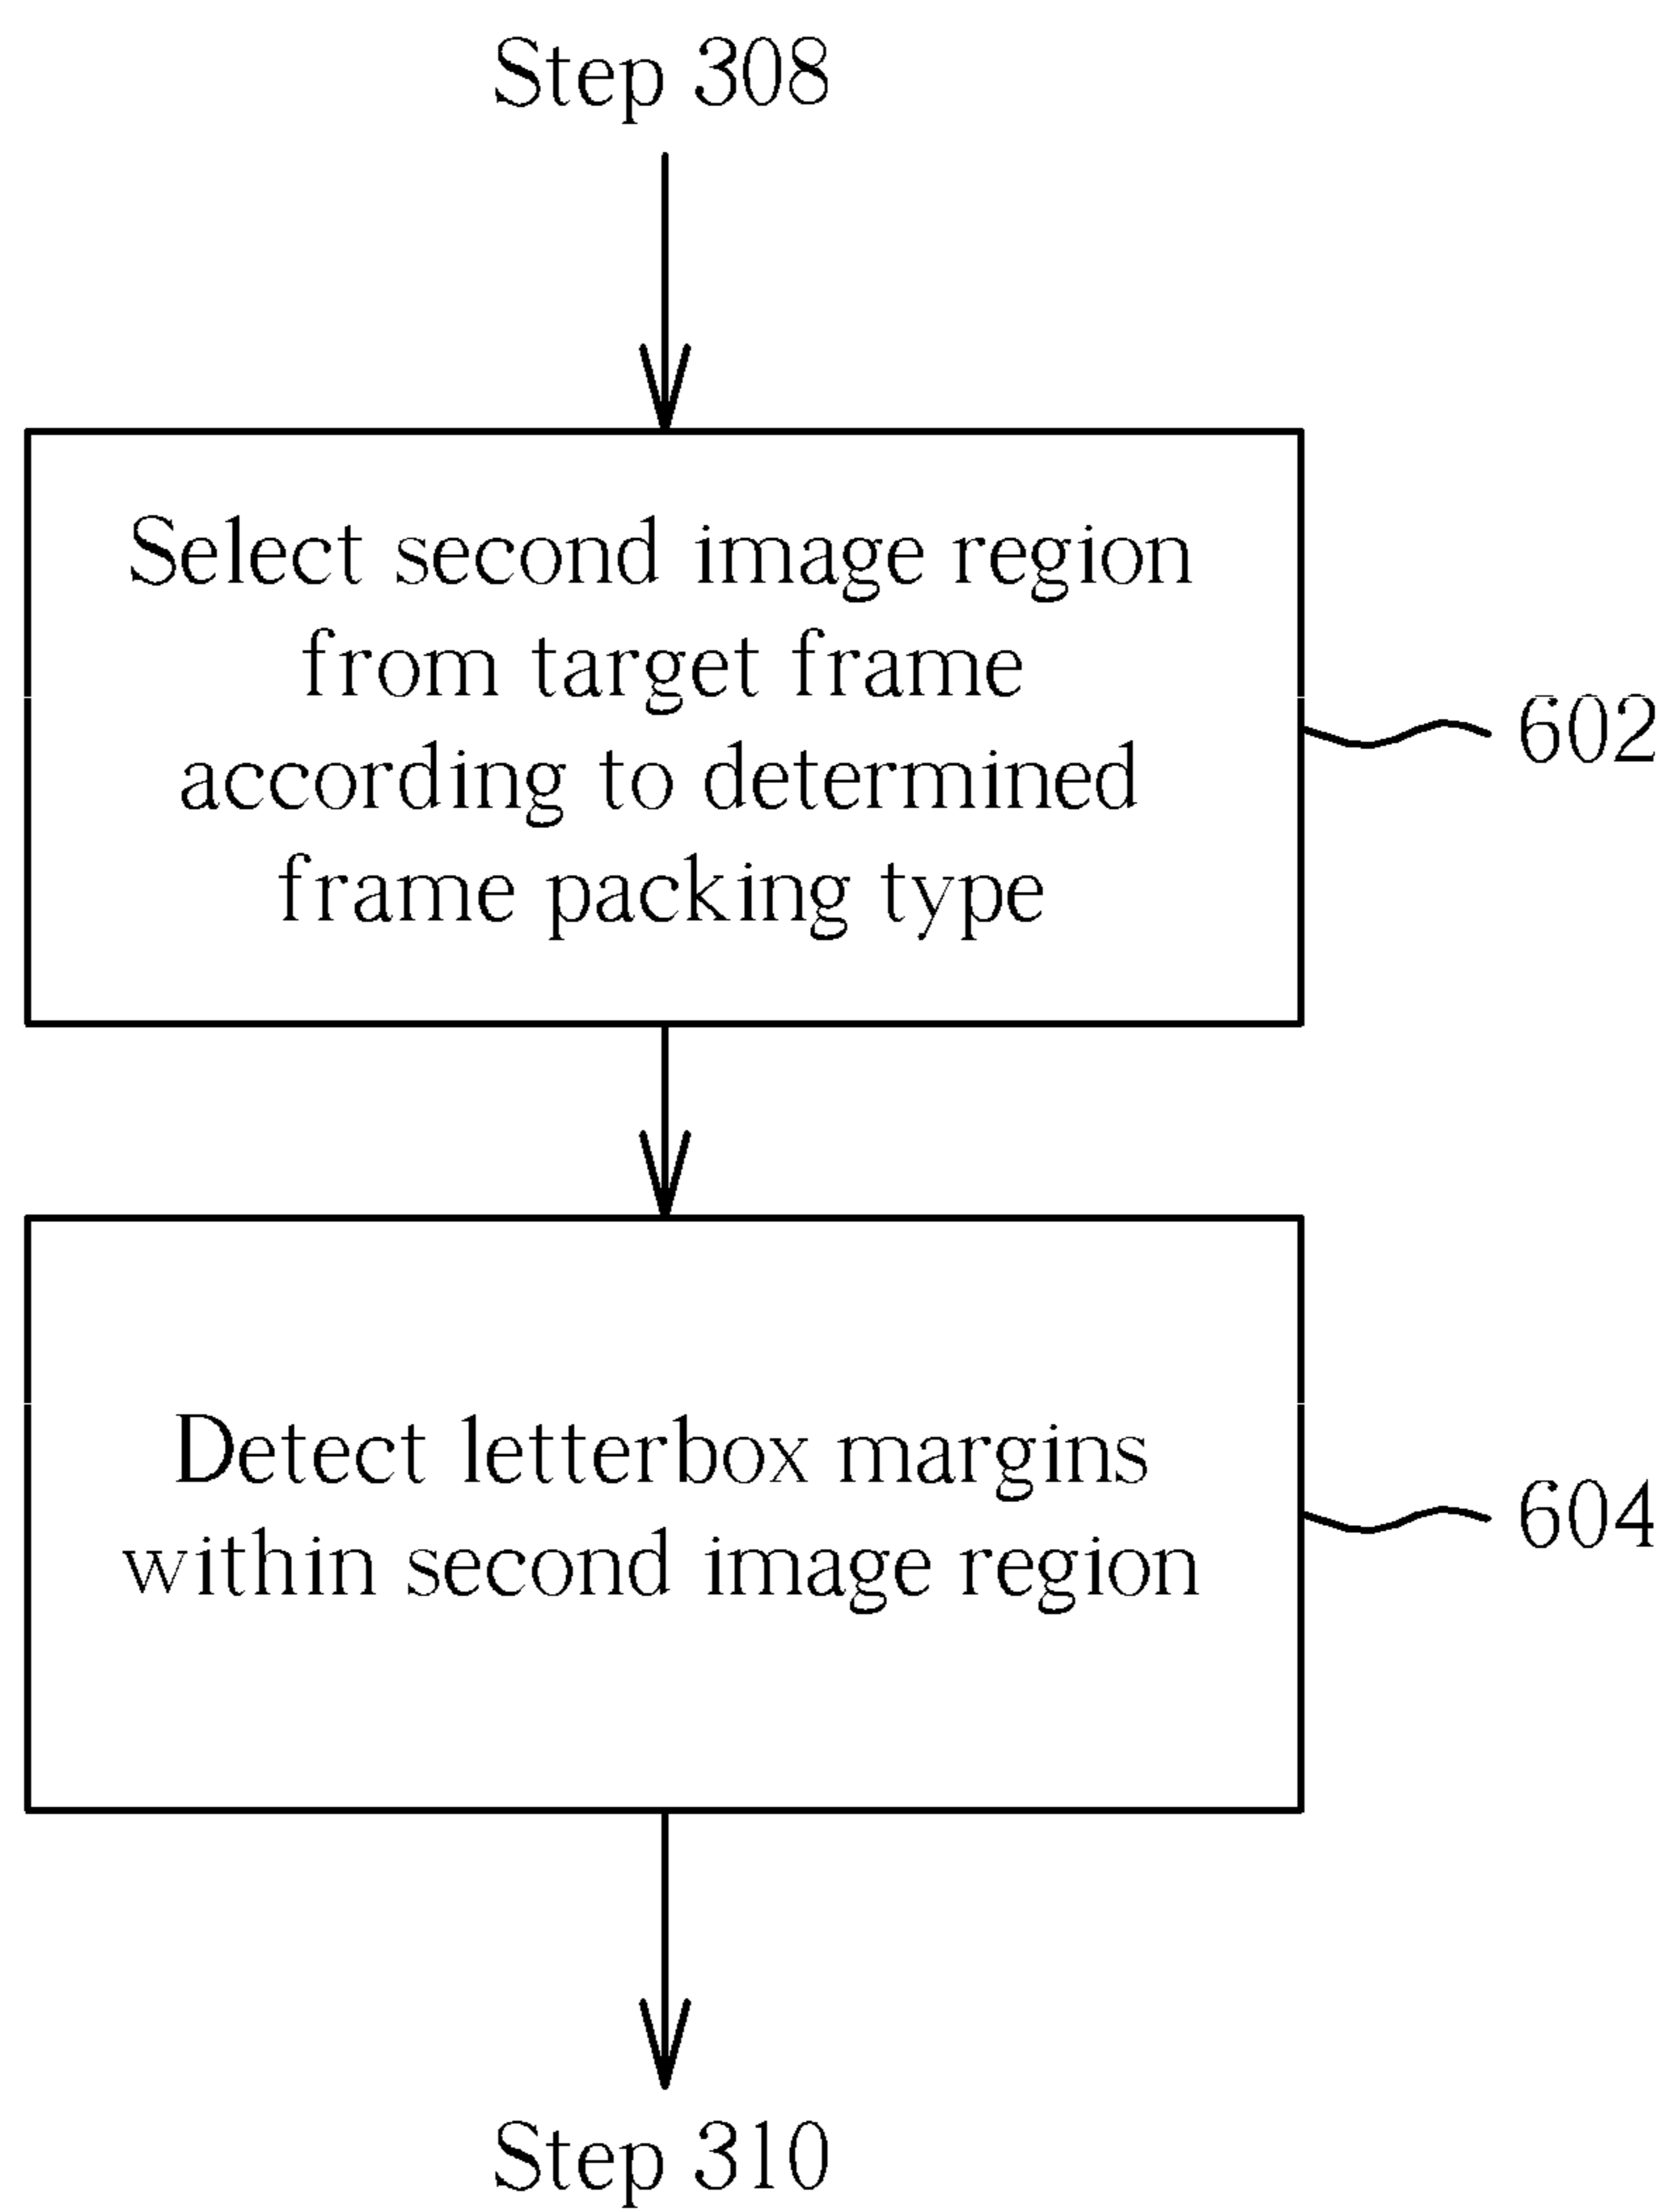 Step 308
Select second image region
from target frame
according to determined
frame packing type
602
Detect letterbox margins
within second image region
604
Step 310